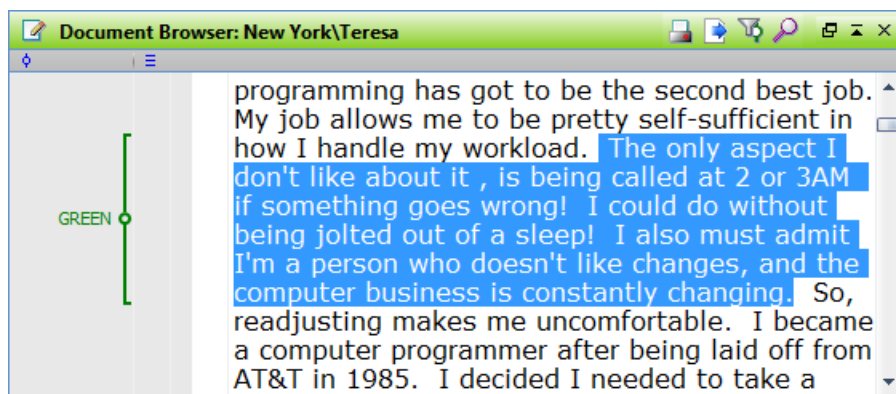 Document Browser: New York\Teresa
programming has got to be the second best job.
My job allows me to be pretty self-sufficient in
how I handle my workload.  The only aspect I
don't like about it , is being called at 2 or 3AM
if something goes wrong!  I could do without
GREEN
being jolted out of a sleep!  I also must admit
I'm a person who doesn't like changes, and the
computer business is constantly changing.  So,
readjusting makes me uncomfortable.  I became
a computer programmer after being laid off from
AT&T in 1985.  I decided I needed to take a